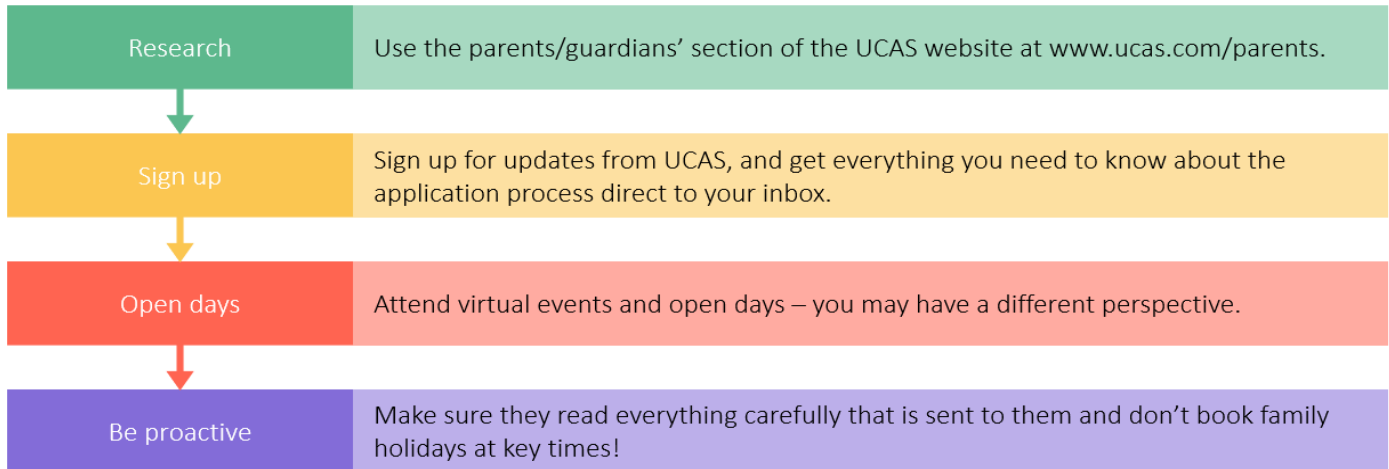 Research
Use the parents/guardians’ section of the UCAS website at www.ucas.com/parents.
Sign up
Sign up for updates from UCAS, and get everything you need to know about the
application process direct to your inbox.
Open days
Attend virtual events and open days – you may have a different perspective.
Be proactive
Make sure they read everything carefully that is sent to them and don’t book family
holidays at key times!